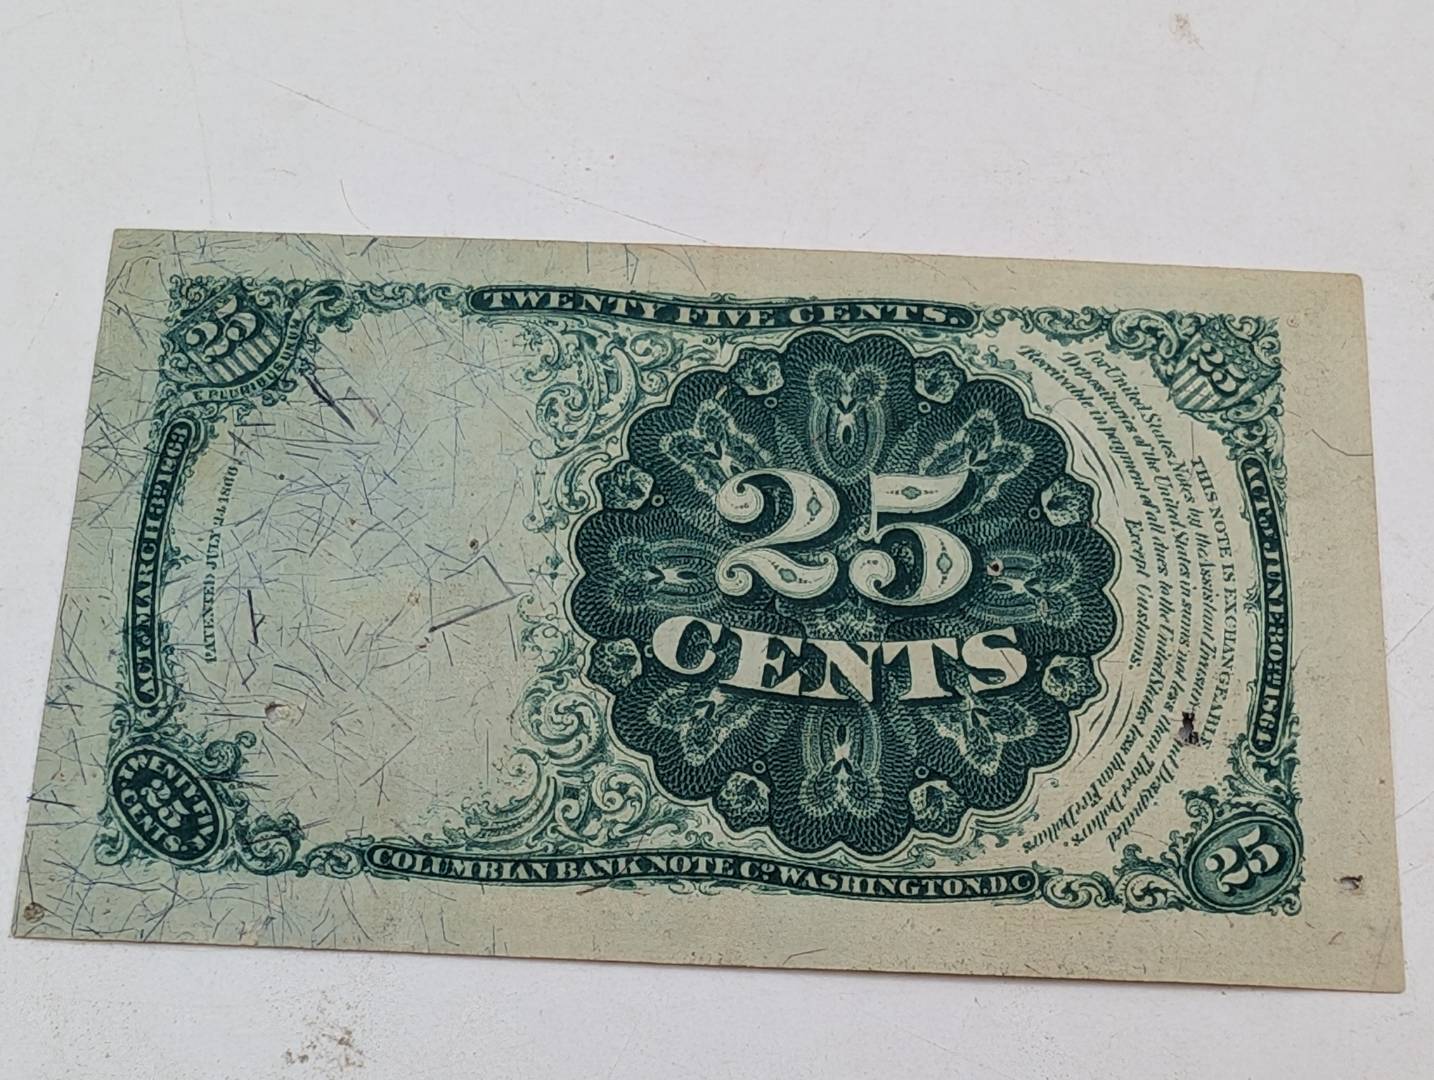 TWENTY FIVE CENTS.
25
E PLURIBUS UNUM
25
ACT OF MARCH 3RD 1863
PATENTED JULY 24 1866
25
CENTS
THIS NOTE IS EXCHANGEABLE
for United States Notes by the Assistant Treasurers and Designated
Depositaries of the United States in sums not less than Three Dollars.
Receivable in payment of all dues to the United States less than Five Dollars
Except Customs.
ACT OF JUNE 30TH 1864
TWENTY FIVE
25
CENTS.
COLUMBIAN BANK NOTE CO. WASHINGTON, D.C.
25